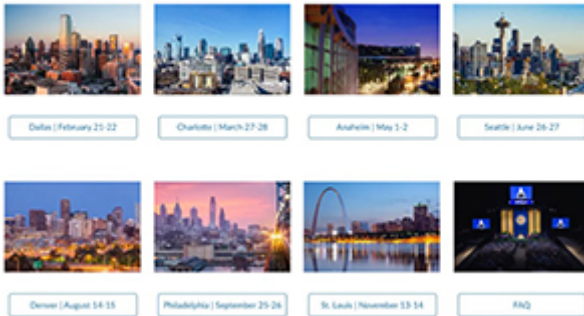 Dallas | February 21-22
Charlotte | March 27-28
Anaheim | May 1-2
Seattle | June 26-27
Denver | August 14-15
Philadelphia | September 25-26
St. Louis | November 13-14
FAQ